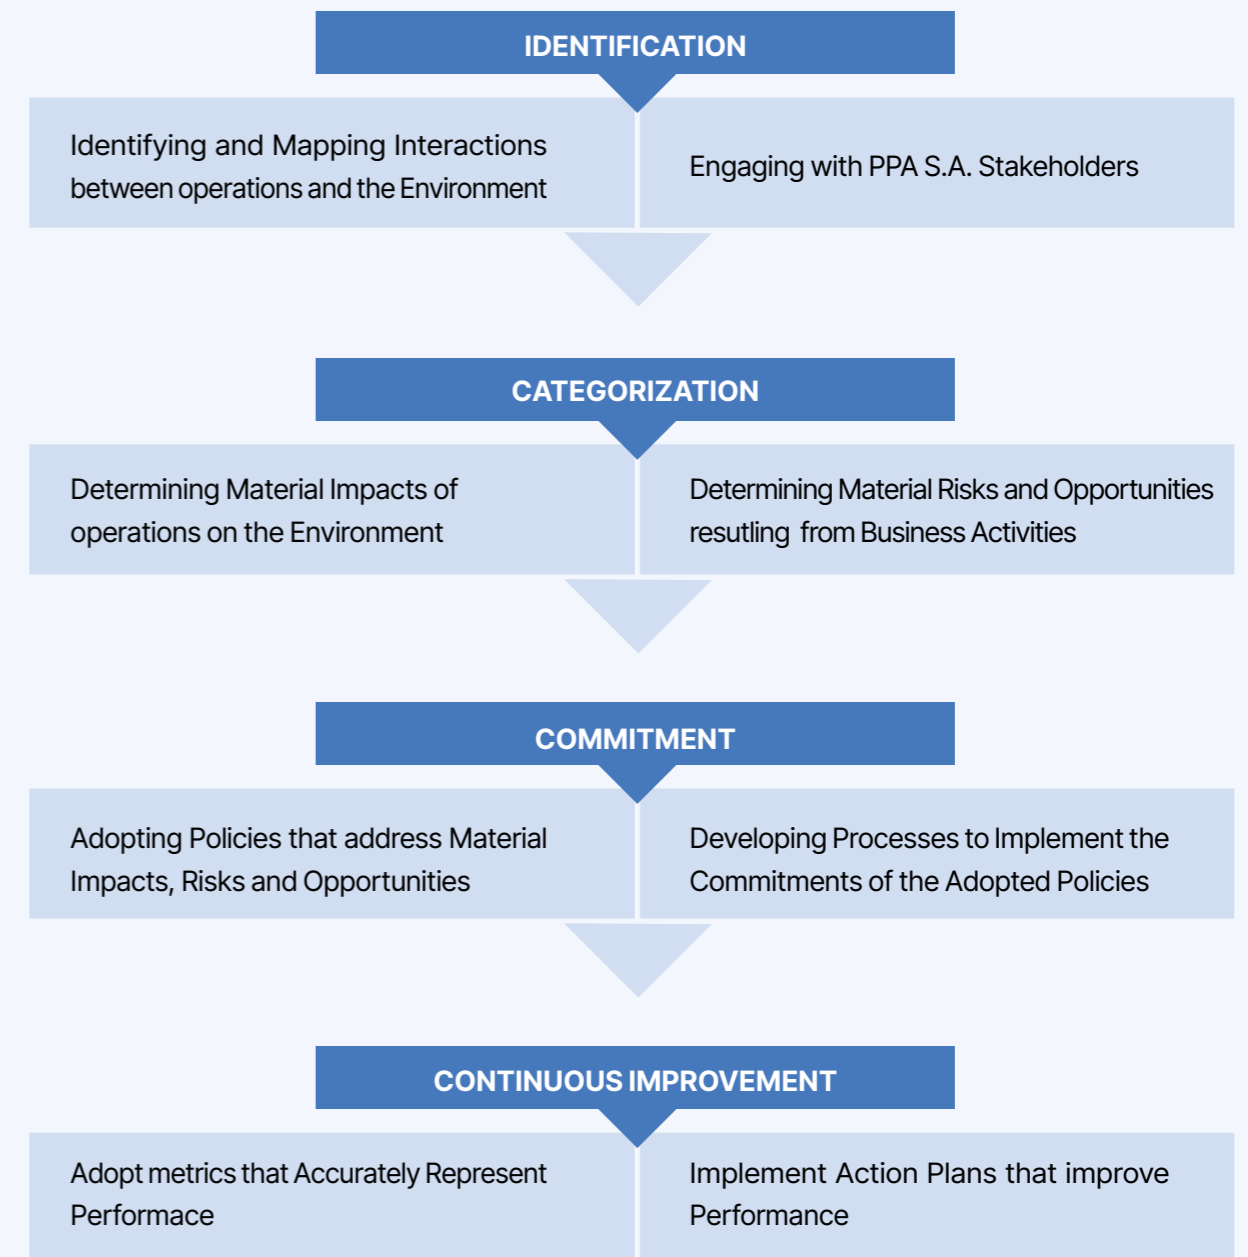 IDENTIFICATION
Identifying and Mapping Interactions
between operations and the Environment
Engaging with PPA S.A. Stakeholders
CATEGORIZATION
Determining Material Impacts of
operations on the Environment
Determining Material Risks and Opportunities
resutling from Business Activities
COMMITMENT
Adopting Policies that address Material
Impacts, Risks and Opportunities
Developing Processes to Implement the
Commitments of the Adopted Policies
CONTINUOUS IMPROVEMENT
Adopt metrics that Accurately Represent
Performace
Implement Action Plans that improve
Performance